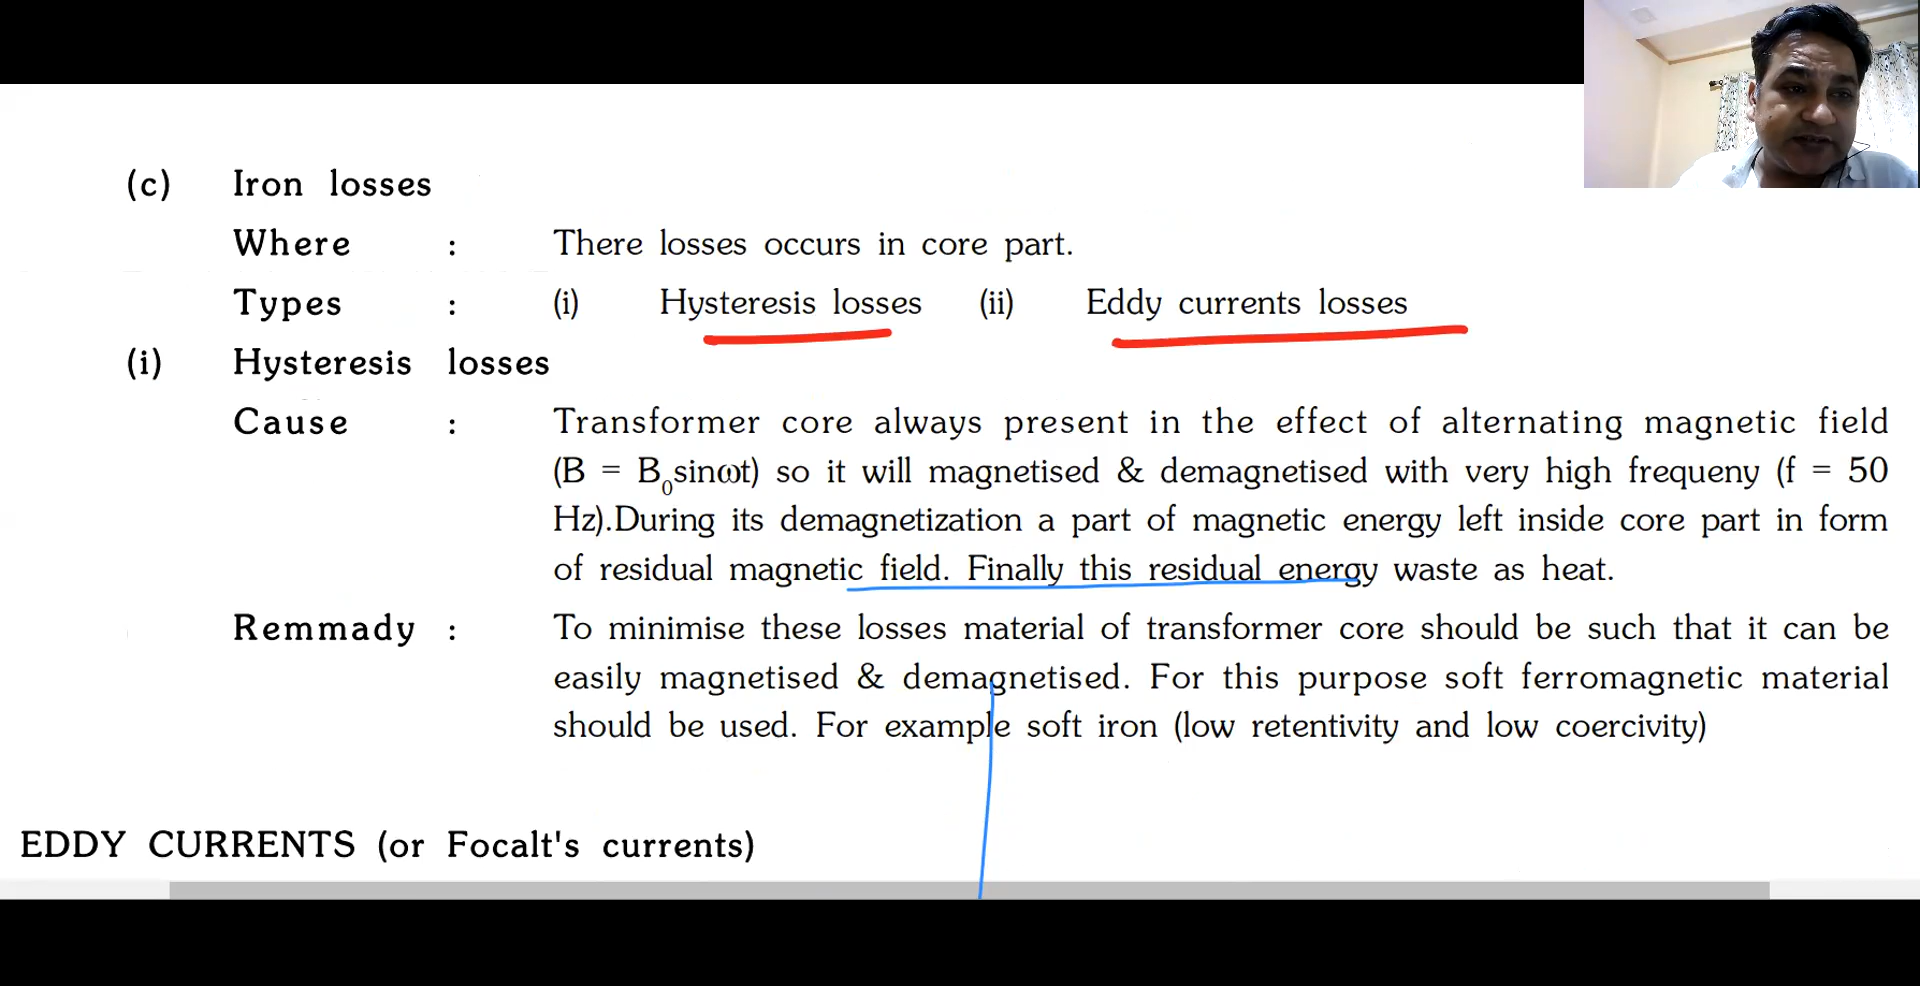 (c) Iron losses
Where : There losses occurs in core part.
Types : (i) Hysteresis losses (ii) Eddy currents losses
(i) Hysteresis losses
Cause : Transformer core always present in the effect of alternating magnetic field
(B = B₀sinωt) so it will magnetised & demagnetised with very high frequeny (f = 50
Hz).During its demagnetization a part of magnetic energy left inside core part in form
of residual magnetic field. Finally this residual energy waste as heat.
Remmady : To minimise these losses material of transformer core should be such that it can be
easily magnetised & demagnetised. For this purpose soft ferromagnetic material
should be used. For example soft iron (low retentivity and low coercivity)
EDDY CURRENTS (or Focalt's currents)